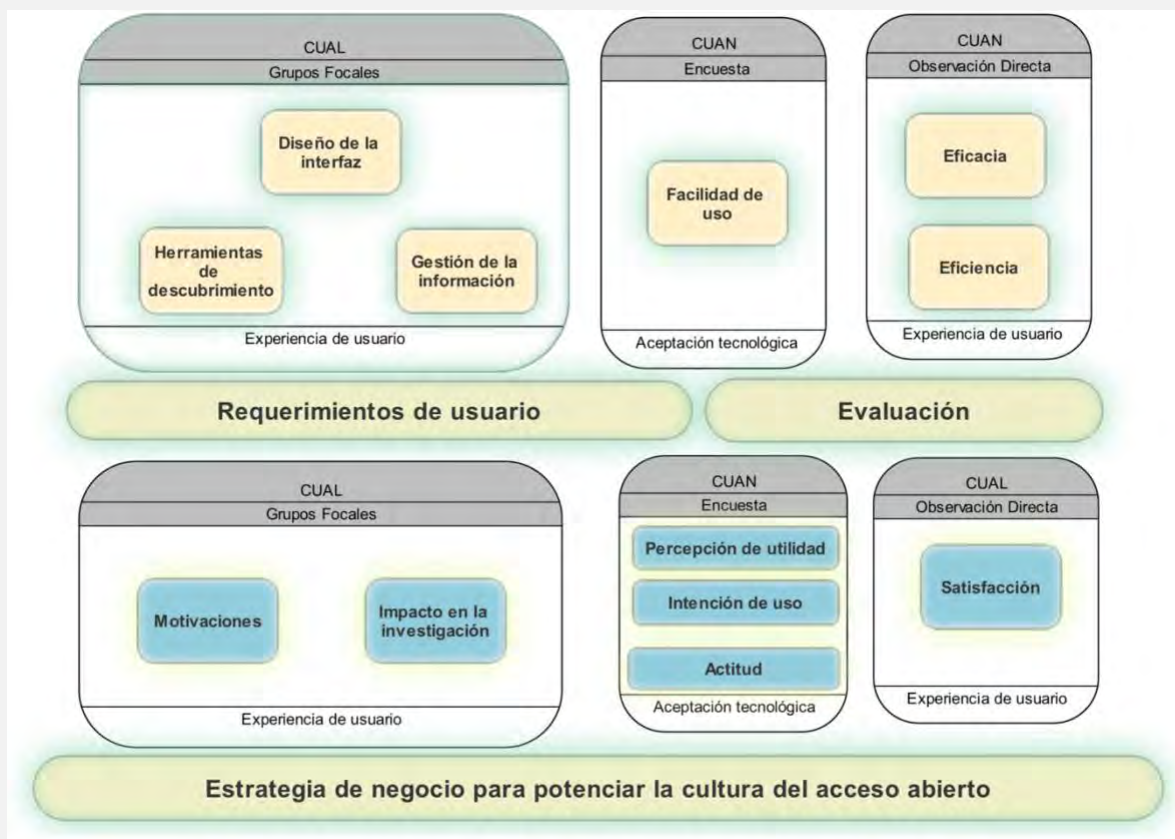 CUAL
Grupos Focales
Diseño de la
interfaz
Herramientas
de
descubrimiento
Gestión de la
información
Experiencia de usuario
CUAN
Encuesta
Facilidad de
uso
Aceptación tecnológica
CUAN
Observación Directa
Eficacia
Eficiencia
Experiencia de usuario
Requerimientos de usuario
Evaluación
CUAL
Grupos Focales
Motivaciones
Impacto en la
investigación
Experiencia de usuario
CUAN
Encuesta
Percepción de utilidad
Intención de uso
Actitud
Aceptación tecnológica
CUAL
Observación Directa
Satisfacción
Experiencia de usuario
Estrategia de negocio para potenciar la cultura del acceso abierto